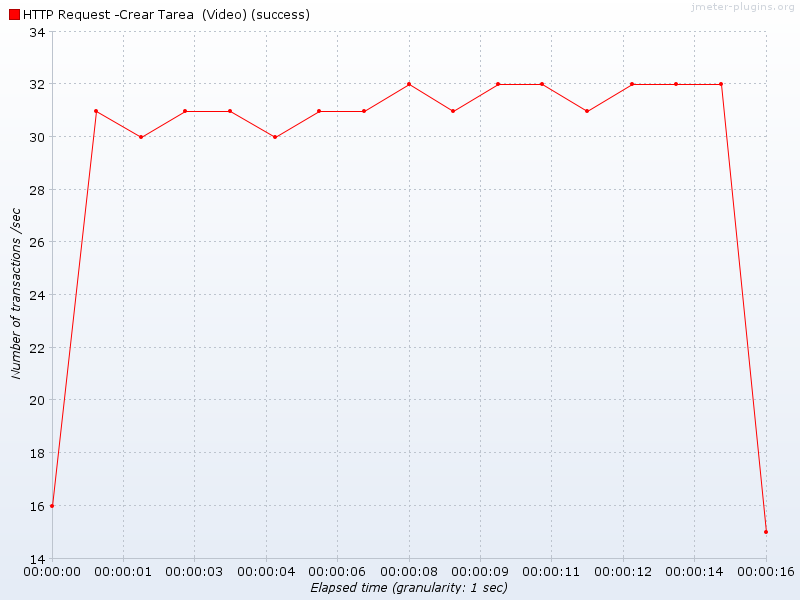 jmeter-plugins.org
HTTP Request -Crear Tarea  (Video) (success)
34
32
30
28
26
24
22
20
18
16
14
Number of transactions /sec
00:00:00 00:00:01 00:00:03 00:00:04 00:00:06 00:00:08 00:00:09 00:00:11 00:00:12 00:00:14 00:00:16
Elapsed time (granularity: 1 sec)